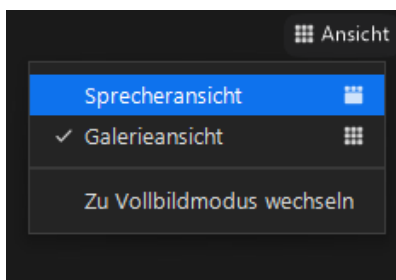 Ansicht
Sprecheransicht
Galerieansicht
Zu Vollbildmodus wechseln